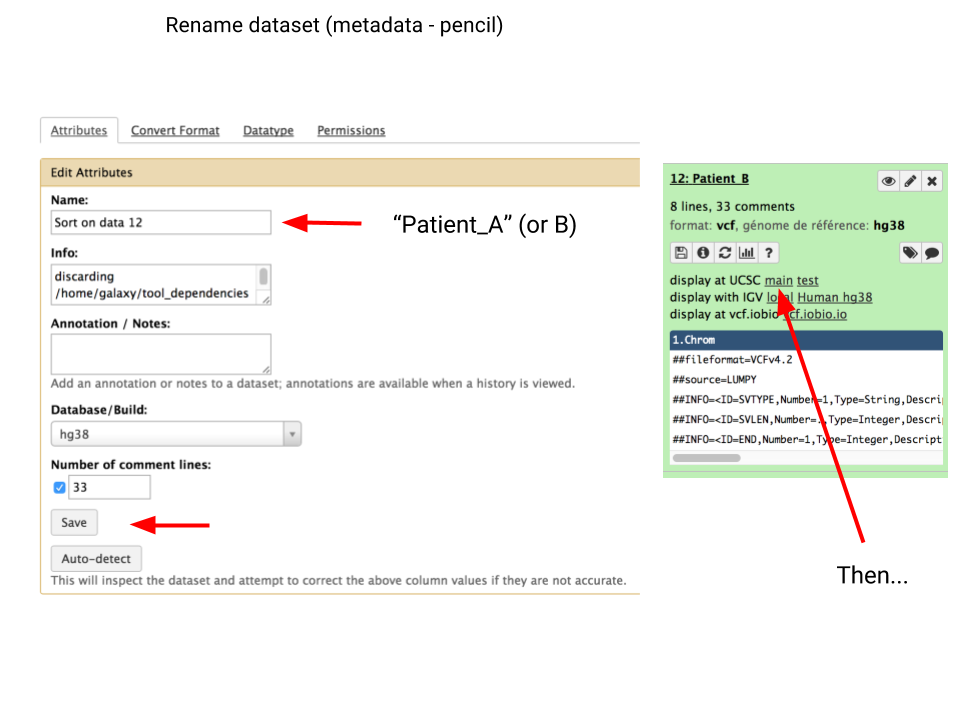 Rename dataset (metadata - pencil)
Attributes Convert Format Datatype Permissions
Edit Attributes
Name:
Sort on data 12
“Patient_A” (or B)
Info:
discarding
/home/galaxy/tool_dependencies
Annotation / Notes:
Add an annotation or notes to a dataset; annotations are available when a history is viewed.
Database/Build:
hg38
Number of comment lines:
33
Save
Auto-detect
This will inspect the dataset and attempt to correct the above column values if they are not accurate.
12: Patient_B
8 lines, 33 comments
format: vcf, génome de référence: hg38
display at UCSC main test
display with IGV local Human hg38
display at vcf.iobio vcf.iobio.io
1.Chrom
##fileformat=VCFv4.2
##source=LUMPY
##INFO=<ID=SVTYPE,Number=1,Type=String,Descri
##INFO=<ID=SVLEN,Number=.,Type=Integer,Descri
##INFO=<ID=END,Number=1,Type=Integer,Descript
Then...